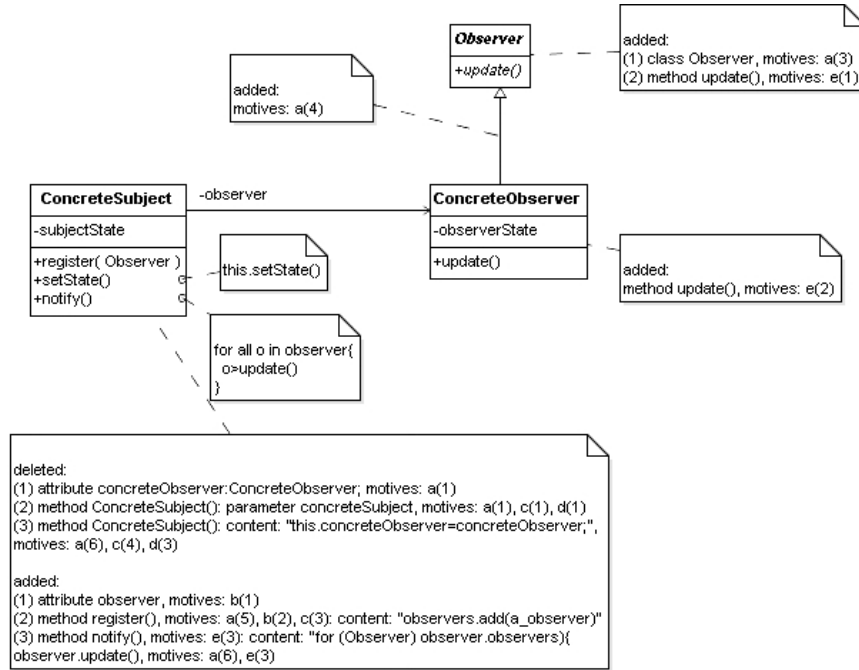 Observer
+update()
added:
(1) class Observer, motives: a(3)
(2) method update(), motives: e(1)
added:
motives: a(4)
ConcreteSubject
-subjectState
+register( Observer )
+setState()
+notify()
-observer
ConcreteObserver
-observerState
+update()
this.setState()
added:
method update(), motives: e(2)
for all o in observer{
o>update()
}
deleted:
(1) attribute concreteObserver:ConcreteObserver; motives: a(1)
(2) method ConcreteSubject(): parameter concreteSubject, motives: a(1), c(1), d(1)
(3) method ConcreteSubject(): content: "this.concreteObserver=concreteObserver;",
motives: a(6), c(4), d(3)
added:
(1) attribute observer, motives: b(1)
(2) method register(), motives: a(5), b(2), c(3): content: "observers.add(a_observer)"
(3) method notify(), motives: e(3): content: "for (Observer) observer.observers){
observer.update(), motives: a(6), e(3)